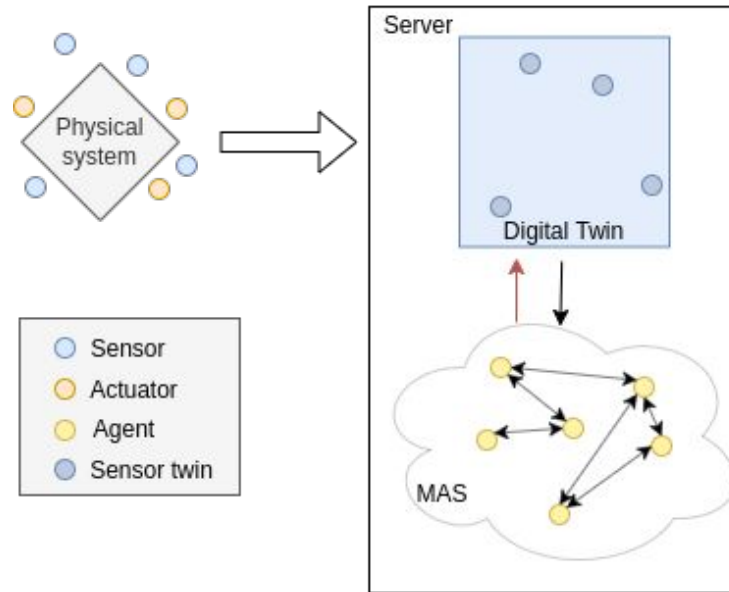 Server
Physical
system
Digital Twin
Sensor
Actuator
Agent
Sensor twin
MAS